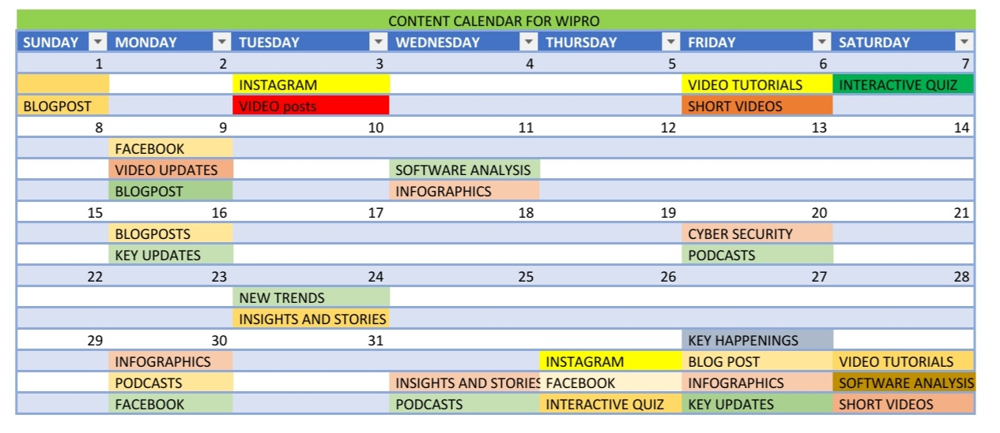 CONTENT CALENDAR FOR WIPRO
SUNDAY MONDAY TUESDAY WEDNESDAY THURSDAY FRIDAY SATURDAY
1 2 3 4 5 6 7
INSTAGRAM VIDEO TUTORIALS INTERACTIVE QUIZ
BLOGPOST VIDEO posts SHORT VIDEOS
8 9 10 11 12 13 14
FACEBOOK
VIDEO UPDATES SOFTWARE ANALYSIS
BLOGPOST INFOGRAPHICS
15 16 17 18 19 20 21
BLOGPOSTS CYBER SECURITY
KEY UPDATES PODCASTS
22 23 24 25 26 27 28
NEW TRENDS
INSIGHTS AND STORIES
29 30 31 KEY HAPPENINGS
INFOGRAPHICS INSTAGRAM BLOG POST VIDEO TUTORIALS
PODCASTS INSIGHTS AND STORIES FACEBOOK INFOGRAPHICS SOFTWARE ANALYSIS
FACEBOOK PODCASTS INTERACTIVE QUIZ KEY UPDATES SHORT VIDEOS